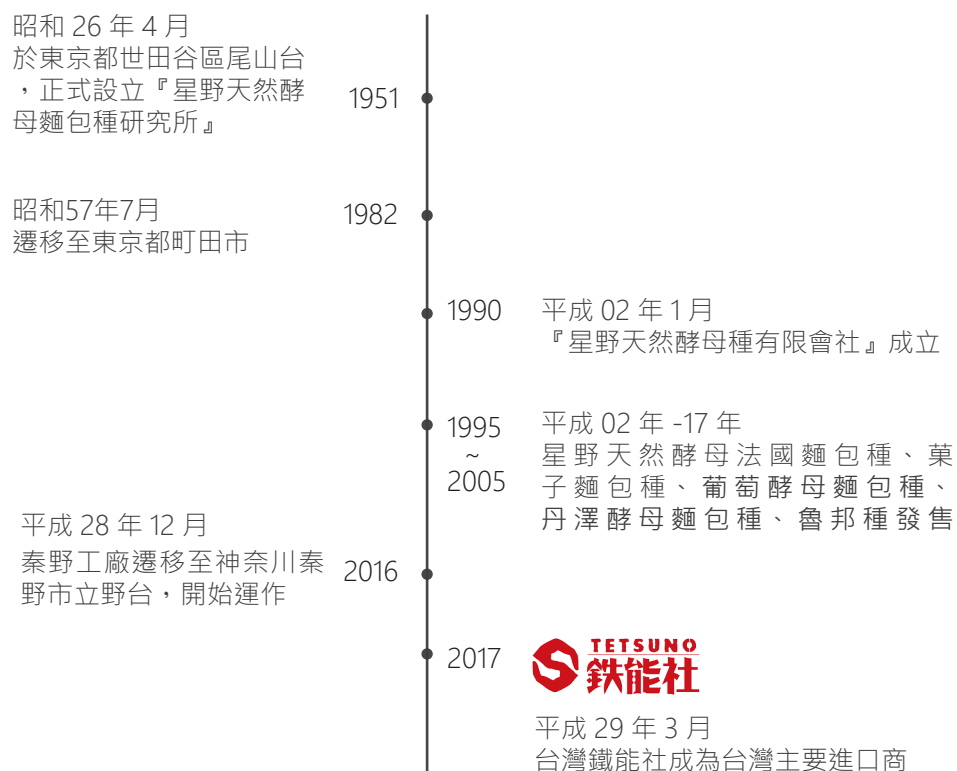 昭和 26 年 4 月
於東京都世田谷區尾山台
，正式設立『星野天然酵
母麵包種研究所』
1951
昭和57年7月
遷移至東京都町田市
1982
1990
平成 02 年 1 月
『星野天然酵母種有限會社』成立
1995
~
2005
平成 02 年 -17 年
星野天然酵母法國麵包種、菓
子麵包種、葡萄酵母麵包種、
丹澤酵母麵包種、魯邦種發售
平成 28 年 12 月
秦野工廠遷移至神奈川秦
野市立野台，開始運作
2016
2017
TETSUNO
鉄能社
平成 29 年 3 月
台灣鐵能社成為台灣主要進口商